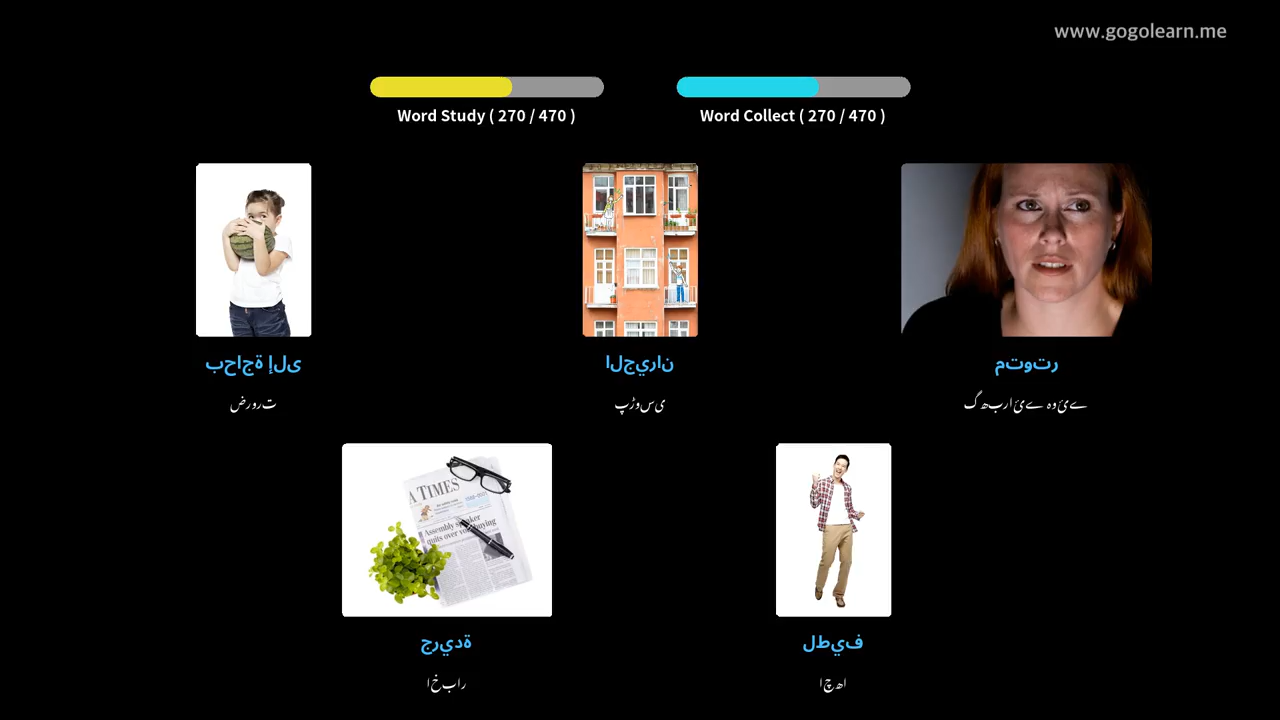 www.gogolearn.me
Word Study ( 270 / 470 )
Word Collect ( 270 / 470 )
بحاجة إلى
ضرورت
الجيران
پڑوسی
متوتر
گھبرائے ہوئے
جريدة
اخبار
لطيف
اچھا